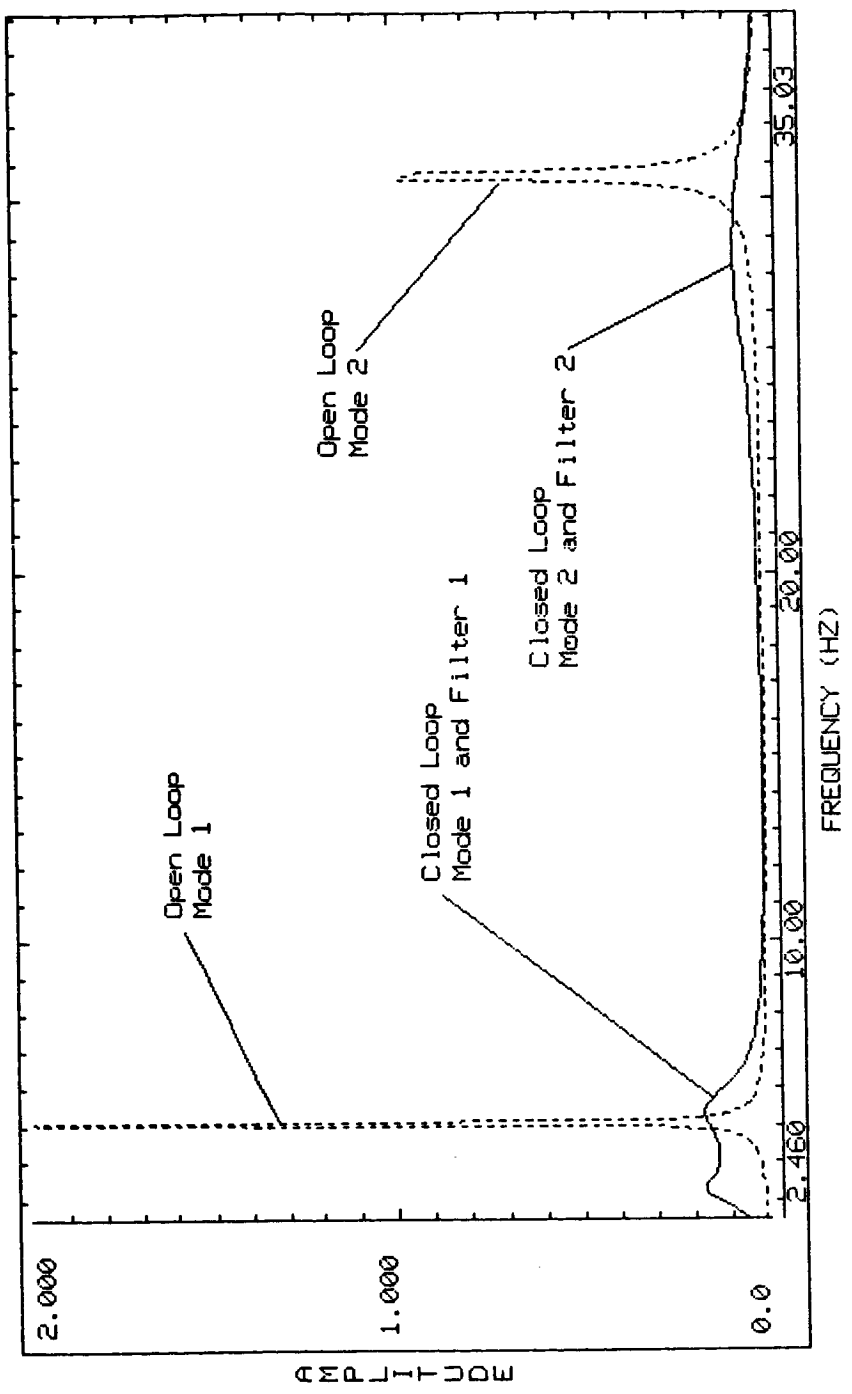 AMPLITUDE
2.000
1.000
0.0
Open Loop
Mode 1
Closed Loop
Mode 1 and Filter 1
Open Loop
Mode 2
Closed Loop
Mode 2 and Filter 2
2.460
10.00
20.00
35.03
FREQUENCY (HZ)